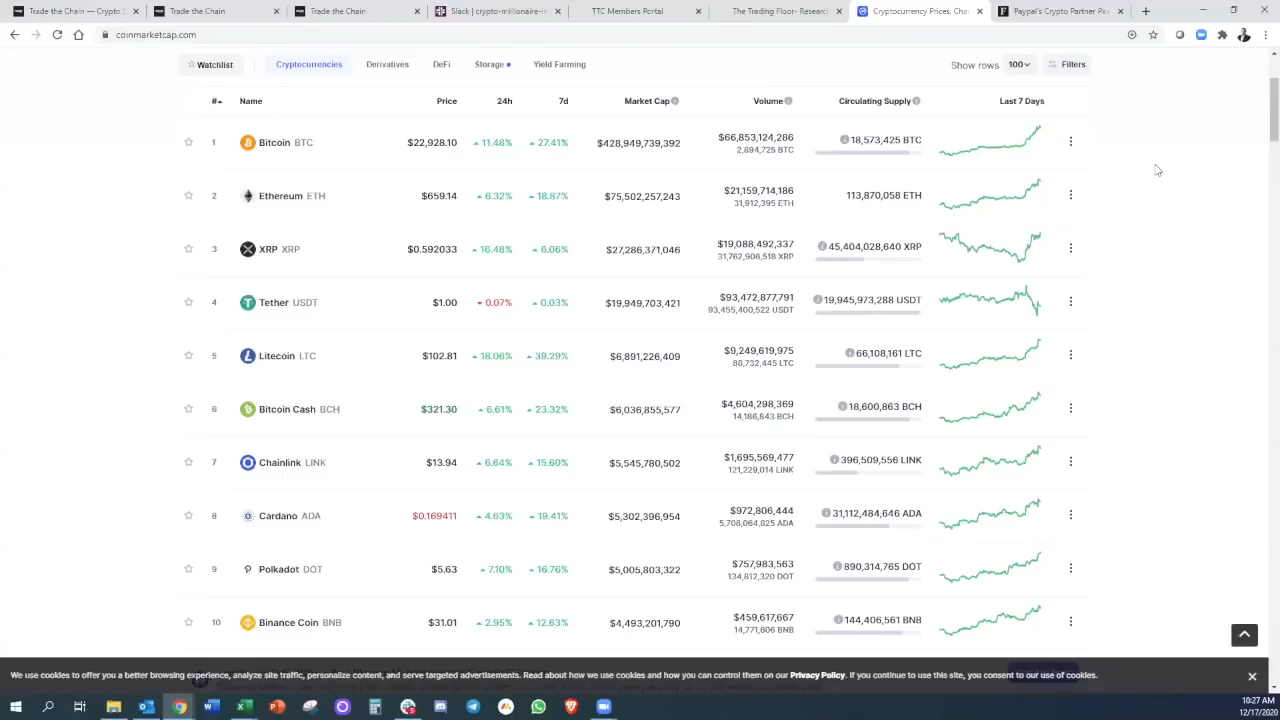 Trade the Chain — Crypto S
Trade the Chain
Trade the Chain
Slack | crypto-millionaire-in
TTC Members Portal
The Trading Floor- Research
Cryptocurrency Prices, Cha
Paypal's Crypto Partner Pax
coinmarketcap.com
Watchlist
Cryptocurrencies
Derivatives
DeFi
Storage
Yield Farming
Show rows
100
Filters
# Name Price 24h 7d Market Cap Volume Circulating Supply Last 7 Days
1 Bitcoin BTC $22,928.10 11.48% 27.41% $428,949,739,392 $66,853,124,286 18,573,425 BTC
2,894,725 BTC
2 Ethereum ETH $659.14 6.32% 18.87% $75,502,257,243 $21,159,714,186 113,870,058 ETH
31,912,395 ETH
3 XRP XRP $0.592033 16.48% 6.06% $27,286,371,046 $19,088,492,337 45,404,028,640 XRP
31,762,906,518 XRP
4 Tether USDT $1.00 0.07% 0.03% $19,949,703,421 $93,472,877,791 19,945,973,288 USDT
93,455,400,522 USDT
5 Litecoin LTC $102.81 18.06% 39.29% $6,891,226,409 $9,249,619,975 66,108,161 LTC
88,732,445 LTC
6 Bitcoin Cash BCH $321.30 6.61% 23.32% $6,036,855,577 $4,604,298,369 18,600,863 BCH
14,186,843 BCH
7 Chainlink LINK $13.94 6.64% 15.60% $5,545,780,502 $1,695,569,477 396,509,556 LINK
121,229,014 LINK
8 Cardano ADA $0.169411 4.63% 19.41% $5,302,396,954 $972,806,444 31,112,484,646 ADA
5,708,064,825 ADA
9 Polkadot DOT $5.63 7.10% 16.76% $5,005,803,322 $757,983,563 890,314,765 DOT
134,812,320 DOT
10 Binance Coin BNB $31.01 2.95% 12.63% $4,493,201,790 $459,617,667 144,406,561 BNB
14,771,606 BNB
We use cookies to offer you a better browsing experience, analyze site traffic, personalize content, and serve targeted advertisements. Read about how we use cookies and how you can control them on our Privacy Policy. If you continue to use this site, you consent to our use of cookies.
10:27 AM
12/17/2020